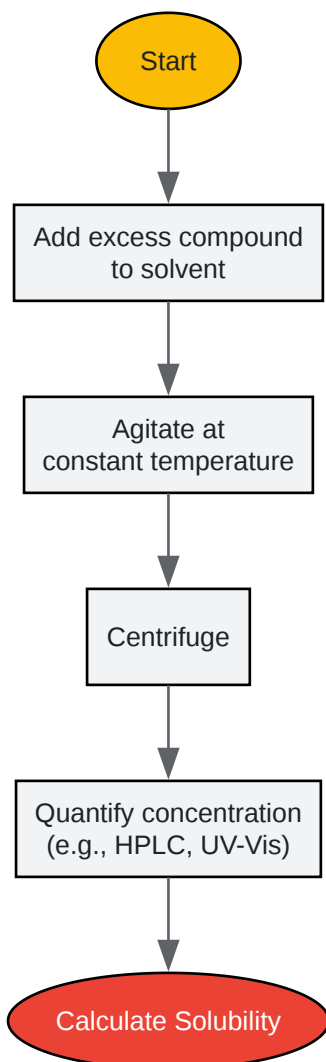 Start
Add excess compound
to solvent
Agitate at
constant temperature
Centrifuge
Quantify concentration
(e.g., HPLC, UV-Vis)
Calculate Solubility